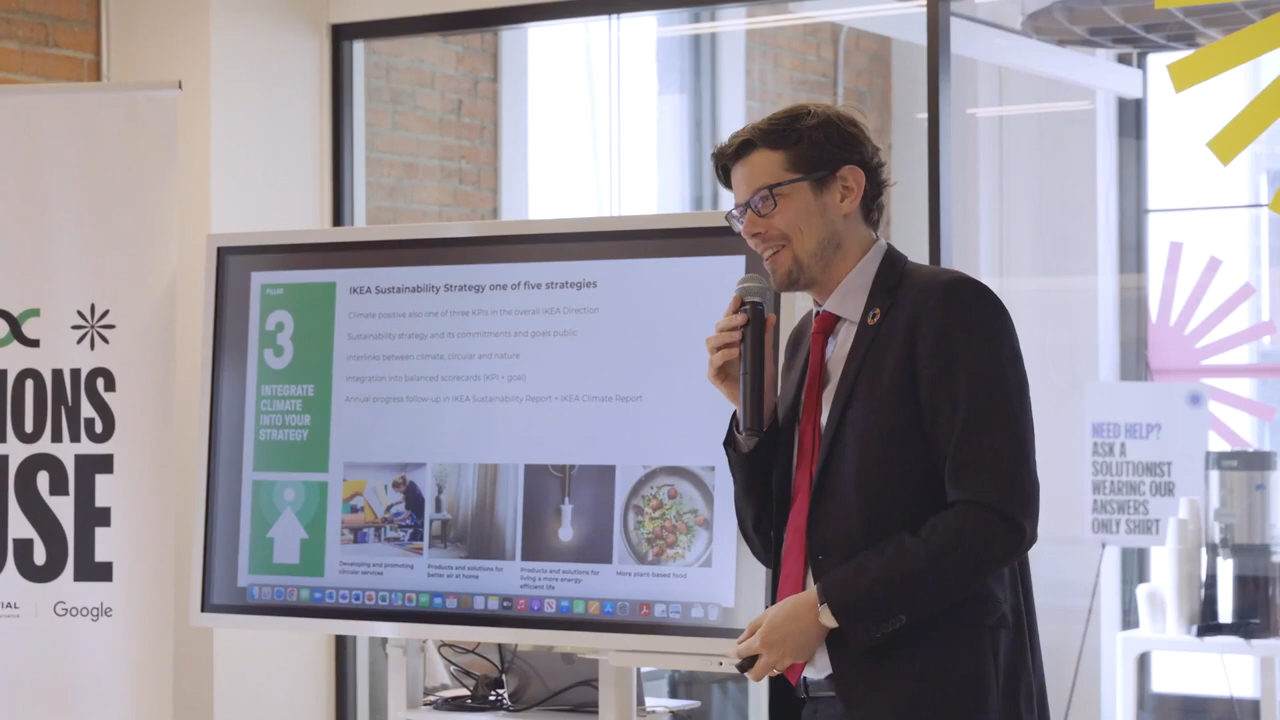 IONS
USE
Google
PILLAR
3
INTEGRATE
CLIMATE
INTO YOUR
STRATEGY
IKEA Sustainability Strategy one of five strategies
Climate positive also one of three KPIs in the overall IKEA Direction
Sustainability strategy and its commitments and goals public
Interlinks between climate, circular and nature
Integration into balanced scorecards (KPI + goal)
Annual progress follow-up in IKEA Sustainability Report + IKEA Climate Report
Developing and promoting
circular services
Products and solutions for
better air at home
Products and solutions for
living a more energy-
efficient life
More plant-based food
NEED HELP?
ASK A
SOLUTIONIST
WEARING OUR
ANSWERS
ONLY SHIRT